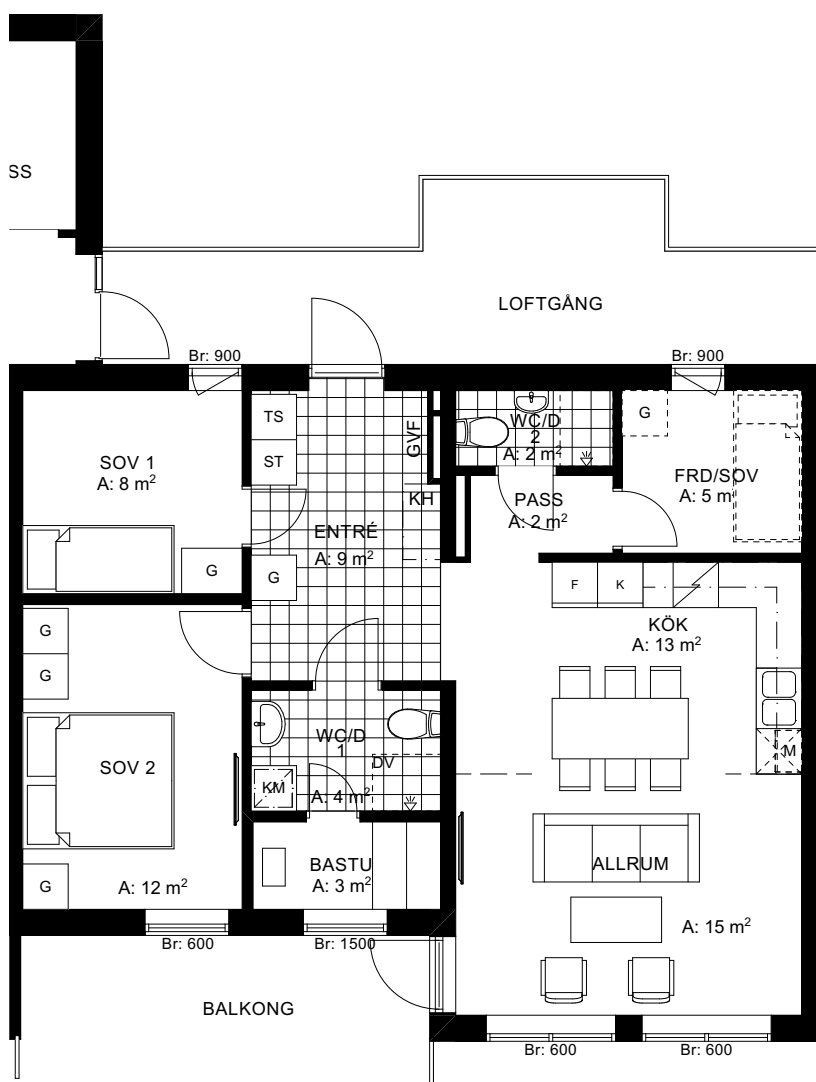 SS
LOFTGÅNG
Br: 900
Br: 900
TS
ST
GVF
KH
SOV 1
A: 8 m²
G
ENTRÉ
A: 9 m²
G
WC/D
2
A: 2 m²
PASS
A: 2 m²
G
FRD/SOV
A: 5 m
F
K
KÖK
A: 13 m²
M
G
G
SOV 2
G
A: 12 m²
WC/D
1
DV
KM
A: 4 m²
BASTU
A: 3 m²
ALLRUM
A: 15 m²
Br: 600
Br: 1500
BALKONG
Br: 600
Br: 600